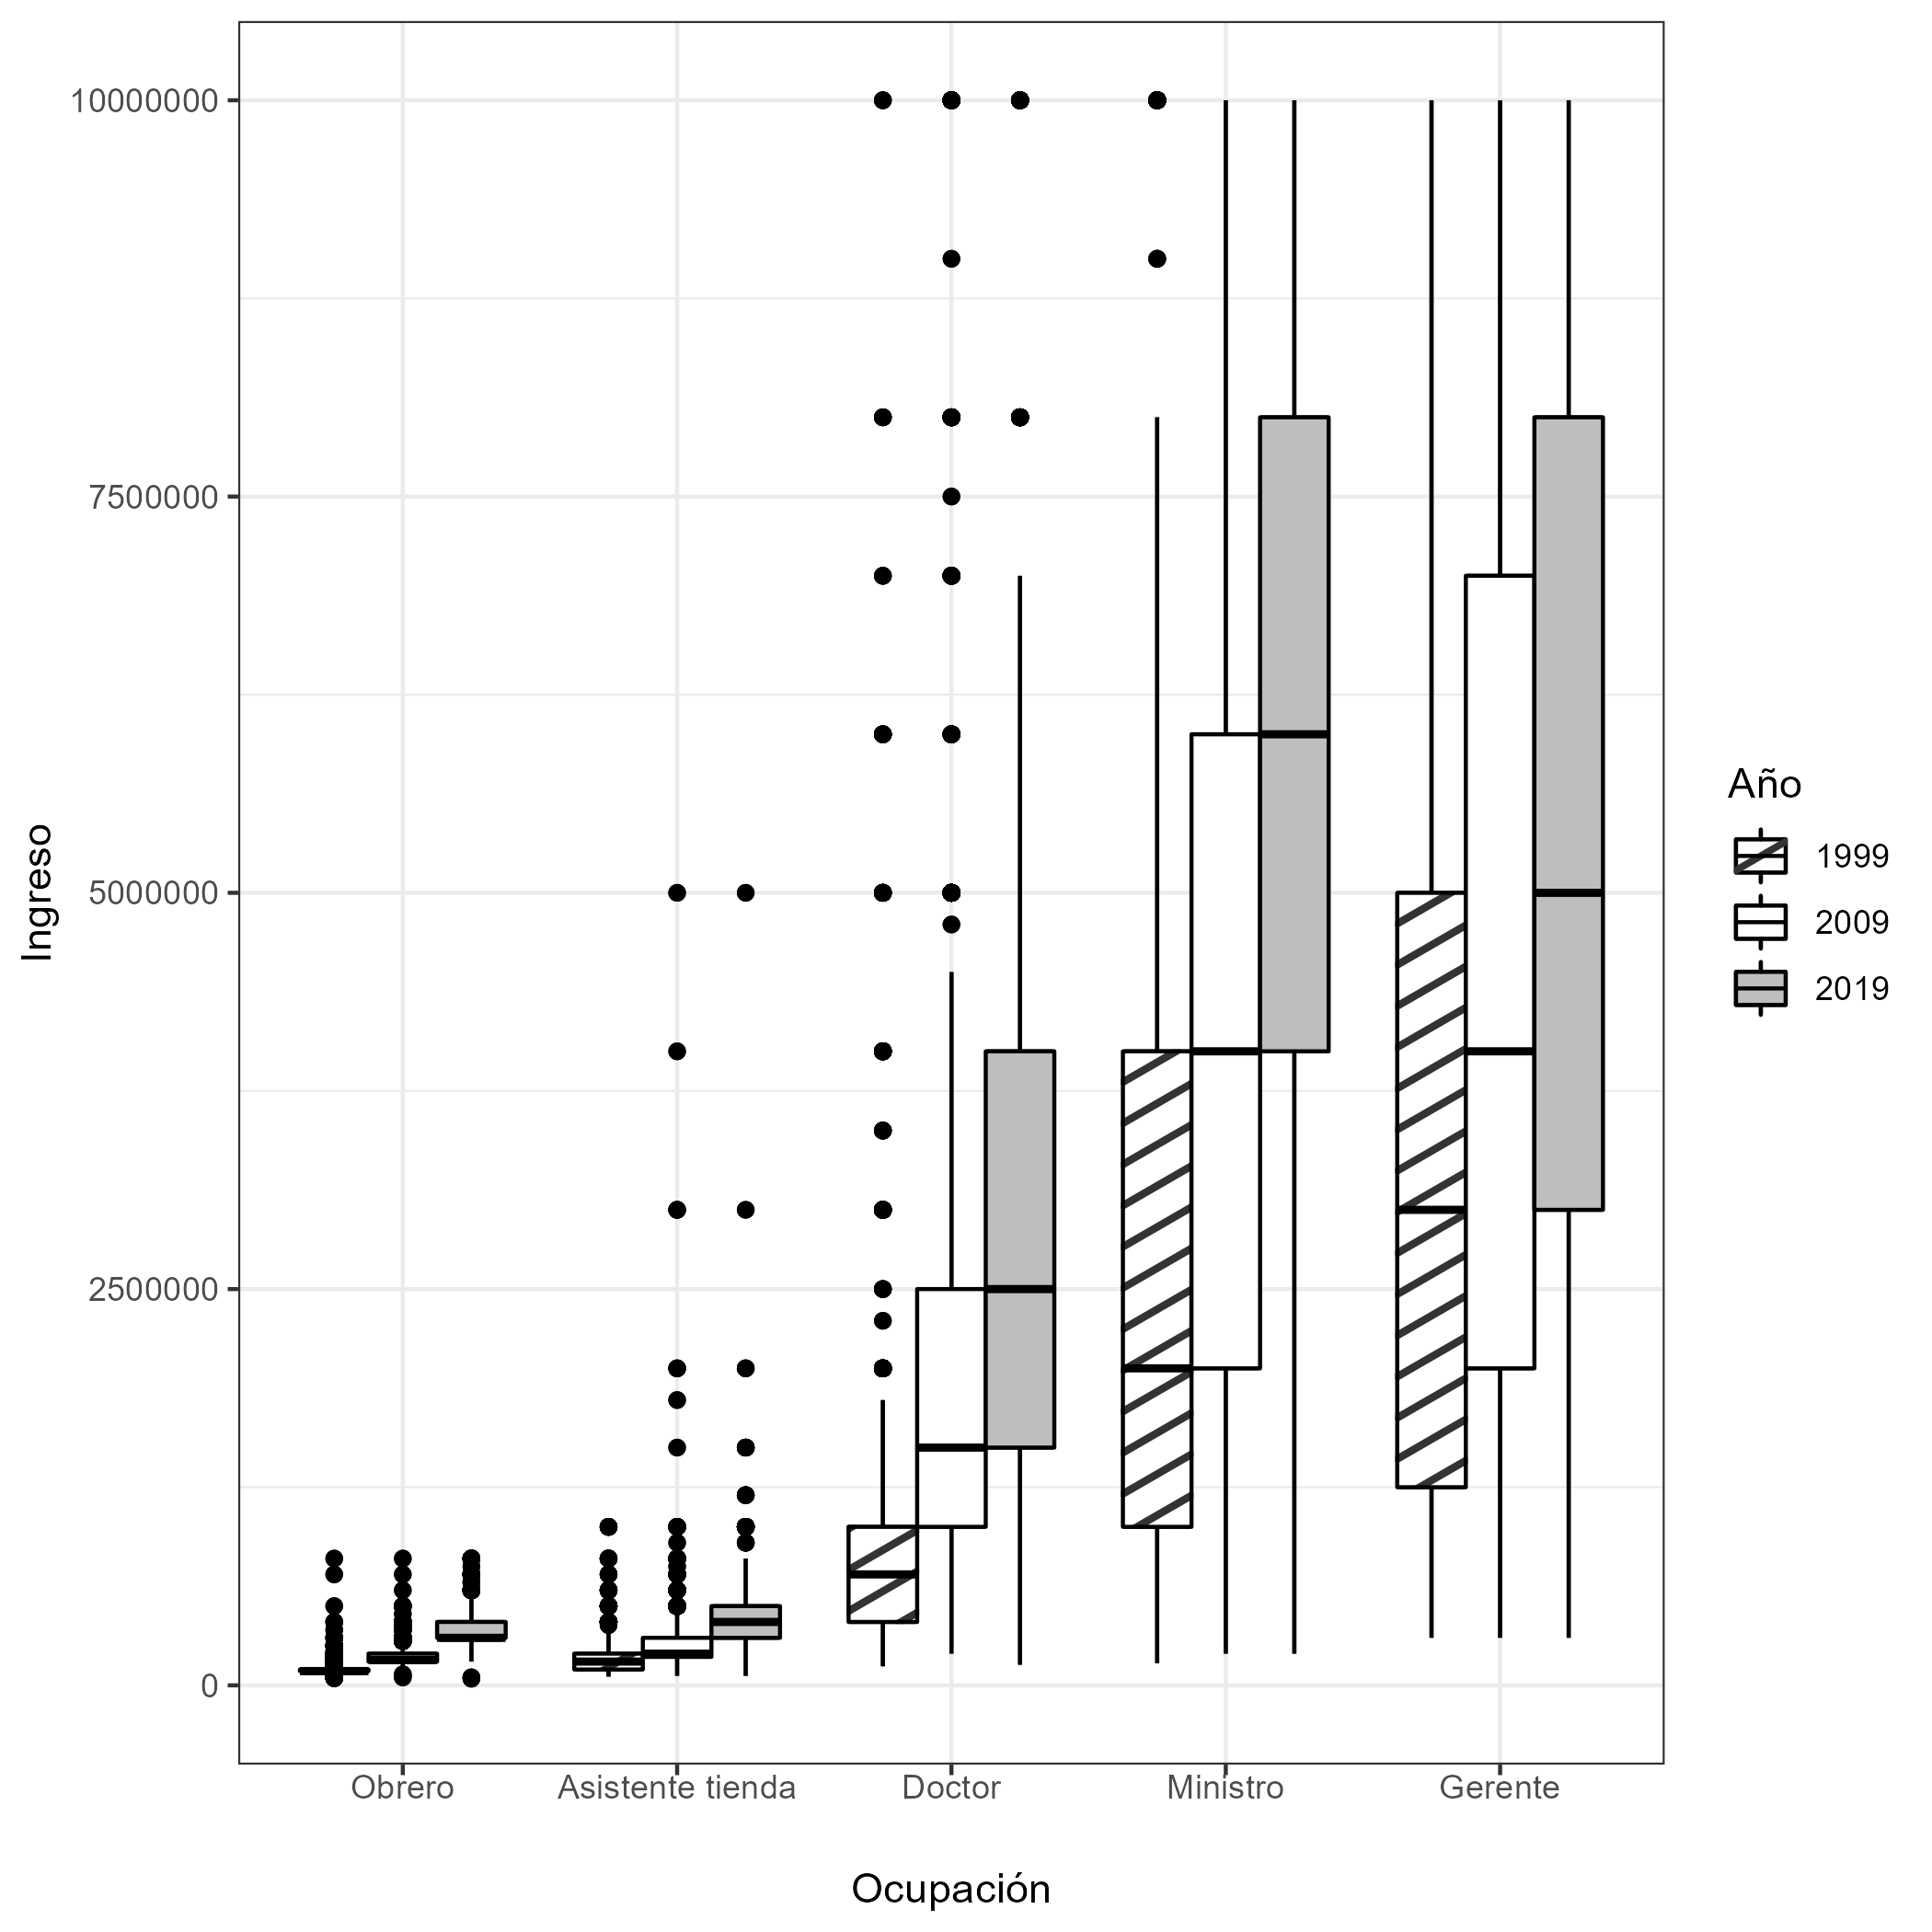 Ingreso
10000000
7500000
5000000
2500000
0
Obrero
Asistente tienda
Doctor
Ministro
Gerente
Ocupación
Año
1999
2009
2019